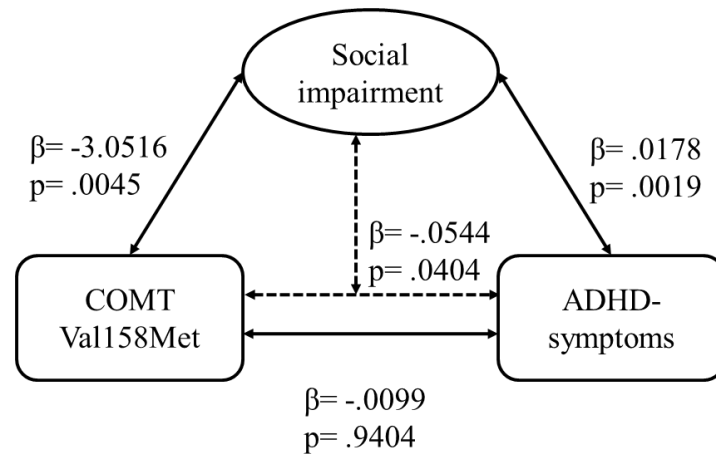 Social
impairment
β= -3.0516
p= .0045
β= .0178
p= .0019
β= -.0544
p= .0404
COMT
Val158Met
ADHD-
symptoms
β= -.0099
p= .9404